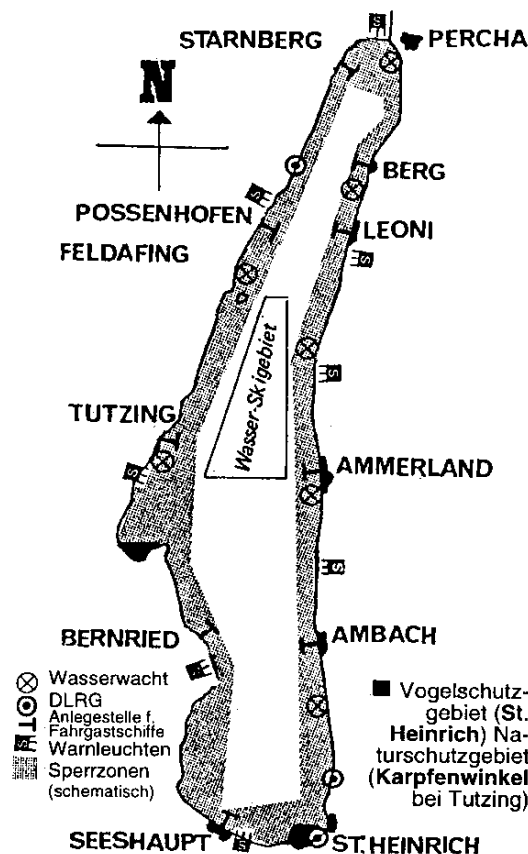 STARNBERG
PERCHA
N
BERG
POSSENHOFEN
LEONI
FELDAFING
Wasser-Skigebiet
TUTZING
AMMERLAND
BERNRIED
AMBACH
Wasserwacht
DLRG
Anlegestelle f.
Fahrgastschiffe
Warnleuchten
Sperrzonen
(schematisch)
Vogelschutz-
gebiet (St.
Heinrich) Na-
turschutzgebiet
(Karpfenwinkel
bei Tutzing)
SEESHAUPT
ST. HEINRICH